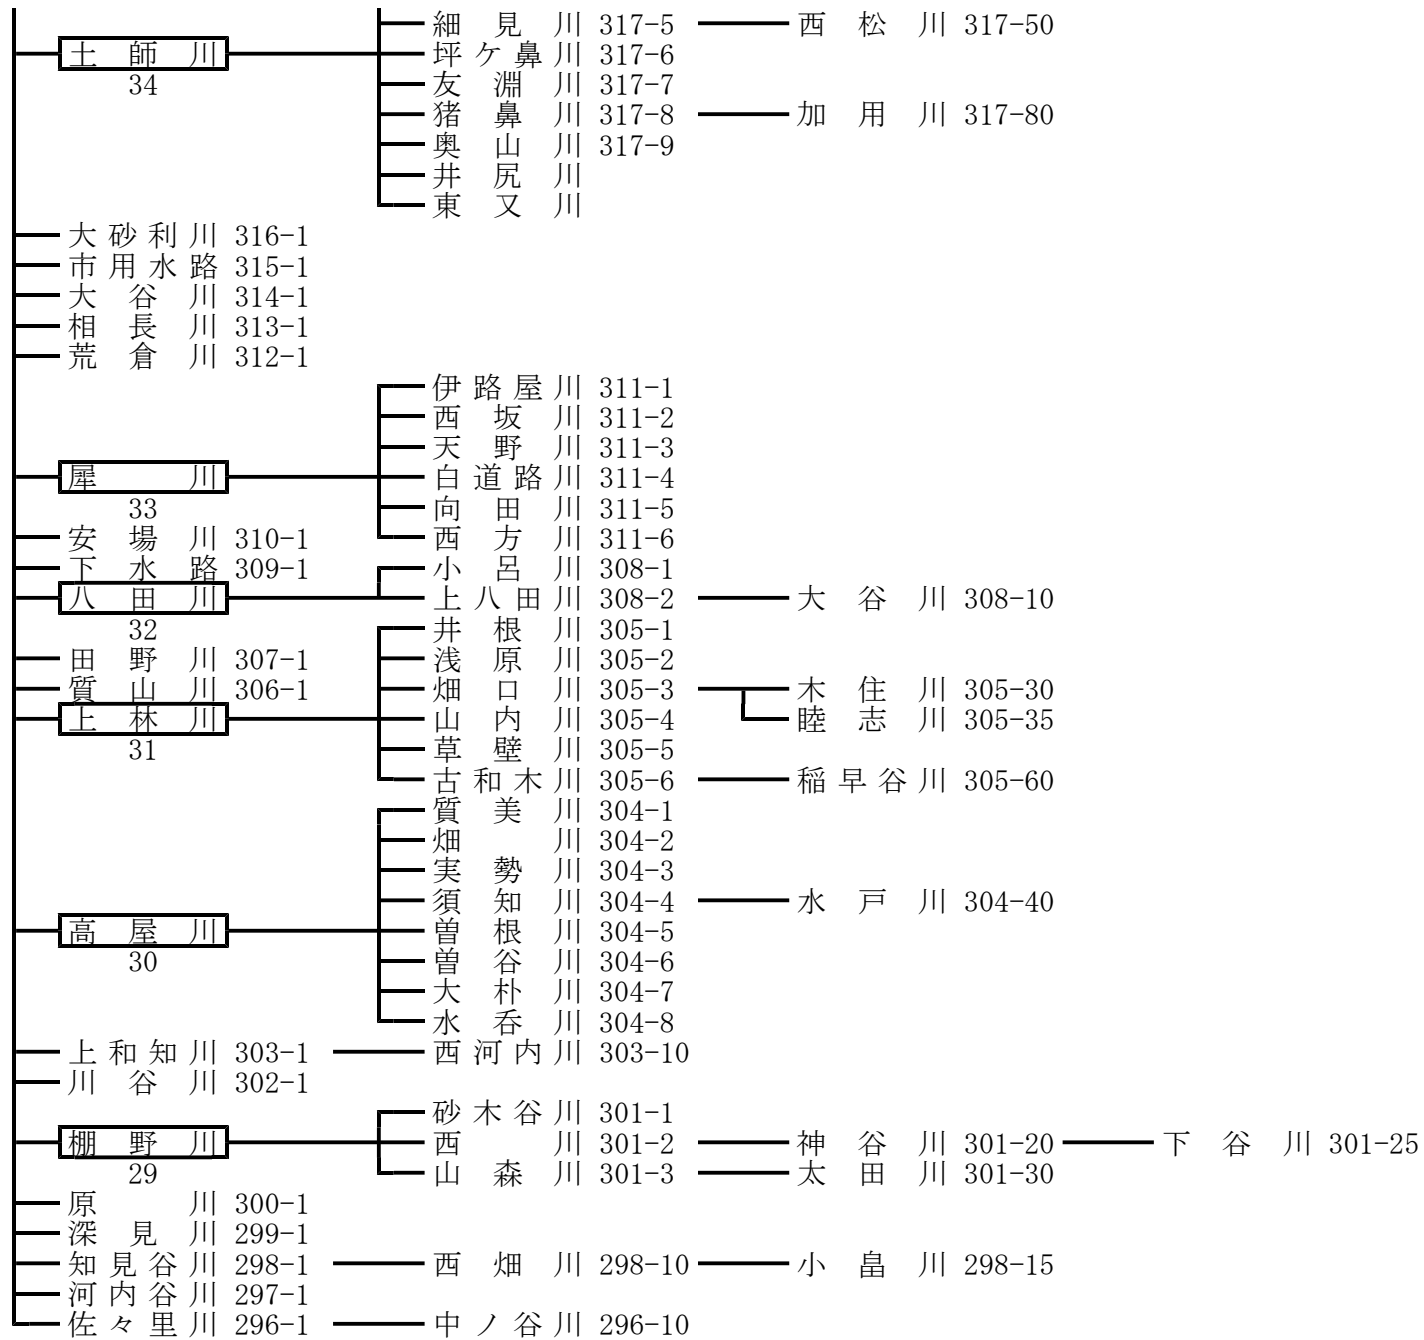 細見川 317-5 西松川 317-50
土師川 坪ケ鼻川 317-6
34 友淵川 317-7
猪鼻川 317-8 加用川 317-80
奥山川 317-9
井尻川
東又川
大砂利川 316-1
市用水路 315-1
大谷川 314-1
相長川 313-1
荒倉川 312-1
伊路屋川 311-1
西坂川 311-2
天野川 311-3
犀川 白道路川 311-4
33 向田川 311-5
安場川 310-1 西方川 311-6
下水路 309-1 小呂川 308-1
八田川 上八田川 308-2 大谷川 308-10
32 井根川 305-1
田野川 307-1 浅原川 305-2
質山川 306-1 畑口川 305-3 木住川 305-30
上林川 山内川 305-4 睦志川 305-35
31 草壁川 305-5
古和木川 305-6 稲早谷川 305-60
質美川 304-1
畑川 304-2
実勢川 304-3
須知川 304-4 水戸川 304-40
高屋川 曽根川 304-5
30 曽谷川 304-6
大朴川 304-7
水呑川 304-8
上和知川 303-1 西河内川 303-10
川谷川 302-1
砂木谷川 301-1
棚野川 西川 301-2 神谷川 301-20 下谷川 301-25
29 山森川 301-3 太田川 301-30
原川 300-1
深見川 299-1
知見谷川 298-1 西畑川 298-10 小畠川 298-15
河内谷川 297-1
佐々里川 296-1 中ノ谷川 296-10